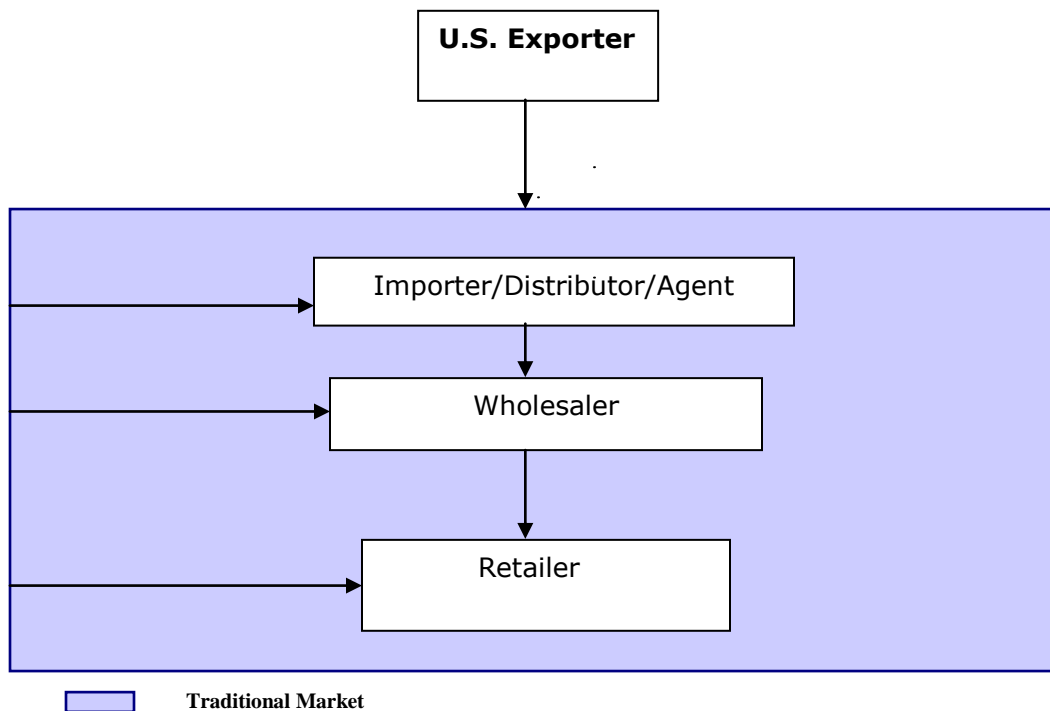 U.S. Exporter
Importer/Distributor/Agent
Wholesaler
Retailer
Traditional Market